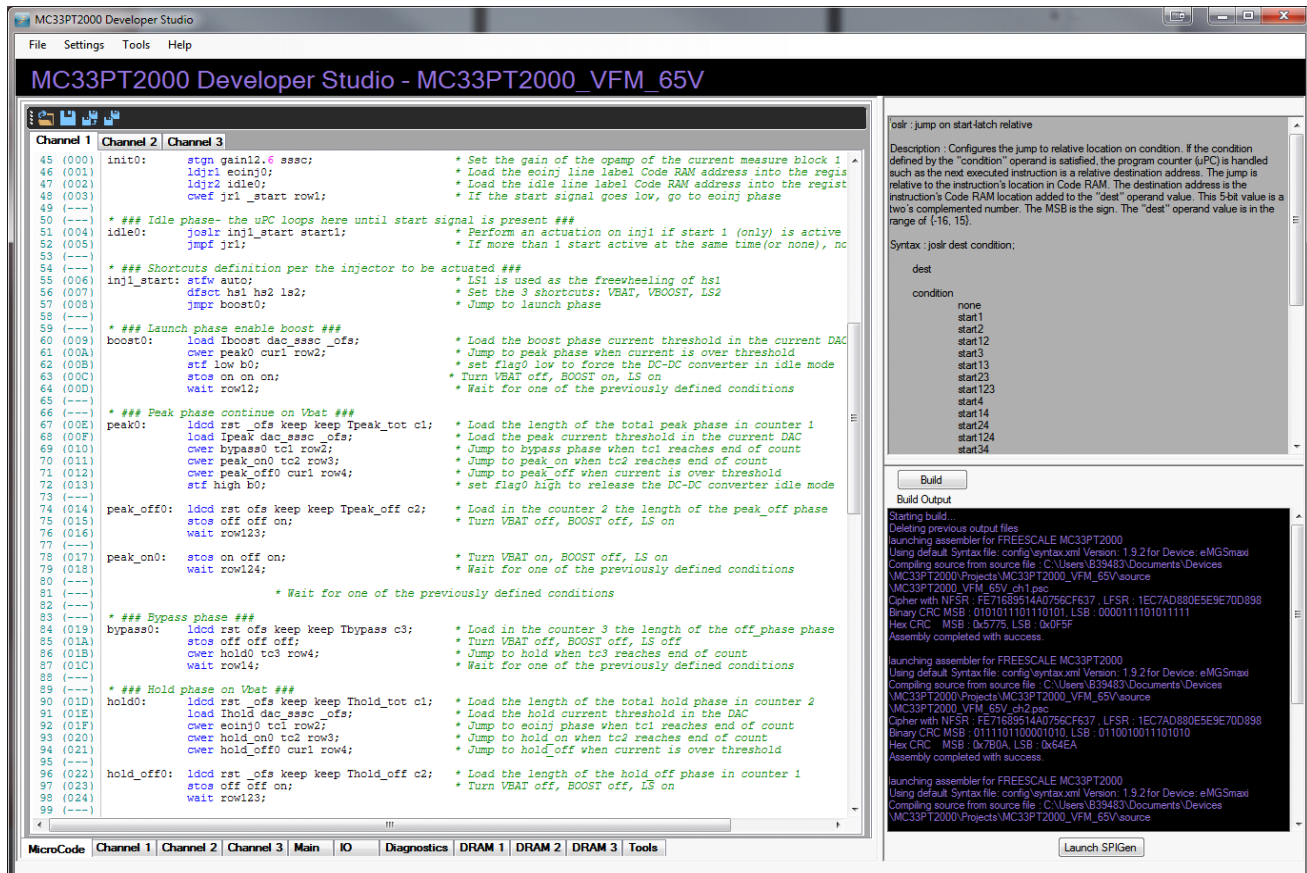 MC33PT2000 Developer Studio
File Settings Tools Help
MC33PT2000 Developer Studio - MC33PT2000_VFM_65V
Channel 1 Channel 2 Channel 3
45 (000) init0: stgn gain12.6 sssc; * Set the gain of the opamp of the current measure block 1
46 (001) ldjr1 eoinj0; * Load the eoinj line label Code RAM address into the regis
47 (002) ldjr2 idle0; * Load the idle line label Code RAM address into the regist
48 (003) cwef jr1 _start row1; * If the start signal goes low, go to eoinj phase
49 (---)
50 (---) * ### Idle phase- the uPC loops here until start signal is present ###
51 (004) idle0: joslr inj1_start start1; * Perform an actuation on inj1 if start 1 (only) is active
52 (005) jmpf jr1; * If more than 1 start active at the same time(or none), no
53 (---)
54 (---) * ### Shortcuts definition per the injector to be actuated ###
55 (006) inj1_start: stfw auto; * LS1 is used as the freewheeling of hs1
56 (007) dfsct hs1 hs2 ls2; * Set the 3 shortcuts: VBAT, VBOOST, LS2
57 (008) jmpr boost0; * Jump to launch phase
58 (---)
59 (---) * ### Launch phase enable boost ###
60 (009) boost0: load Iboost dac_sssc _ofs; * Load the boost phase current threshold in the current DAC
61 (00A) cwer peak0 cur1 row2; * Jump to peak phase when current is over threshold
62 (00B) stf low b0; * set flag0 low to force the DC-DC converter in idle mode
63 (00C) stos on on on; * Turn VBAT off, BOOST on, LS on
64 (00D) wait row12; * Wait for one of the previously defined conditions
65 (---)
66 (---) * ### Peak phase continue on Vbat ###
67 (00E) peak0: ldcd rst _ofs keep keep Tpeak_tot c1; * Load the length of the total peak phase in counter 1
68 (00F) load Ipeak dac_sssc _ofs; * Load the peak current threshold in the current DAC
69 (010) cwer bypass0 tc1 row2; * Jump to bypass phase when tc1 reaches end of count
70 (011) cwer peak_on0 tc2 row3; * Jump to peak_on when tc2 reaches end of count
71 (012) cwer peak_off0 cur1 row4; * Jump to peak_off when current is over threshold
72 (013) stf high b0; * set flag0 high to release the DC-DC converter idle mode
73 (---)
74 (014) peak_off0: ldcd rst ofs keep keep Tpeak_off c2; * Load in the counter 2 the length of the peak_off phase
75 (015) stos off off on; * Turn VBAT off, BOOST off, LS on
76 (016) wait row123;
77 (---)
78 (017) peak_on0: stos on off on; * Turn VBAT on, BOOST off, LS on
79 (018) wait row124; * Wait for one of the previously defined conditions
80 (---)
81 (---) * Wait for one of the previously defined conditions
82 (---)
83 (---) * ### Bypass phase ###
84 (019) bypass0: ldcd rst ofs keep keep Tbypass c3; * Load in the counter 3 the length of the off_phase phase
85 (01A) stos off off off; * Turn VBAT off, BOOST off, LS off
86 (01B) cwer hold0 tc3 row4; * Jump to hold when tc3 reaches end of count
87 (01C) wait row14; * Wait for one of the previously defined conditions
88 (---)
89 (---) * ### Hold phase on Vbat ###
90 (01D) hold0: ldcd rst _ofs keep keep Thold_tot c1; * Load the length of the total hold phase in counter 2
91 (01E) load Ihold dac_sssc _ofs; * Load the hold current threshold in the DAC
92 (01F) cwer eoinj0 tc1 row2; * Jump to eoinj phase when tc1 reaches end of count
93 (020) cwer hold_on0 tc2 row3; * Jump to hold_on when tc2 reaches end of count
94 (021) cwer hold_off0 cur1 row4; * Jump to hold_off when current is over threshold
95 (---)
96 (022) hold_off0: ldcd rst _ofs keep keep Thold_off c2; * Load the length of the hold_off phase in counter 1
97 (023) stos off off on; * Turn VBAT off, BOOST off, LS on
98 (024) wait row123;
99 (---)
MicroCode Channel 1 Channel 2 Channel 3 Main IO Diagnostics DRAM 1 DRAM 2 DRAM 3 Tools
oslr : jump on start-latch relative
Description : Configures the jump to relative location on condition. If the condition
defined by the "condition" operand is satisfied, the program counter (uPC) is handled
such as the next executed instruction is a relative destination address. The jump is
relative to the instruction's location in Code RAM. The destination address is the
instruction's Code RAM location added to the "dest" operand value. This 5-bit value is a
two's complemented number. The MSB is the sign. The "dest" operand value is in the
range of {-16, 15}.
Syntax : joslr dest condition;
dest
condition
none
start1
start2
start12
start3
start13
start23
start123
start4
start14
start24
start124
start34
Build
Build Output
Starting build...
Deleting previous output files
launching assembler for FREESCALE MC33PT2000
Using default Syntax file: config\syntax.xml Version: 1.9.2 for Device: eMGSmaxi
Compiling source from source file : C:\Users\B39483\Documents\Devices
\MC33PT2000\Projects\MC33PT2000_VFM_65V\source
\MC33PT2000_VFM_65V_ch1.psc
Cipher with NFSR : FE71689514A0756CF637 , LFSR : 1EC7AD880E5E9E70D898
Binary CRC MSB : 0101011101110101, LSB : 0000111101011111
Hex CRC MSB : 0x5775, LSB : 0x0F5F
Assembly completed with success.
launching assembler for FREESCALE MC33PT2000
Using default Syntax file: config\syntax.xml Version: 1.9.2 for Device: eMGSmaxi
Compiling source from source file : C:\Users\B39483\Documents\Devices
\MC33PT2000\Projects\MC33PT2000_VFM_65V\source
\MC33PT2000_VFM_65V_ch2.psc
Cipher with NFSR : FE71689514A0756CF637 , LFSR : 1EC7AD880E5E9E70D898
Binary CRC MSB : 0111101100001010, LSB : 0110010011101010
Hex CRC MSB : 0x7B0A, LSB : 0x64EA
Assembly completed with success.
launching assembler for FREESCALE MC33PT2000
Using default Syntax file: config\syntax.xml Version: 1.9.2 for Device: eMGSmaxi
Compiling source from source file : C:\Users\B39483\Documents\Devices
\MC33PT2000\Projects\MC33PT2000_VFM_65V\source
Launch SPIGen